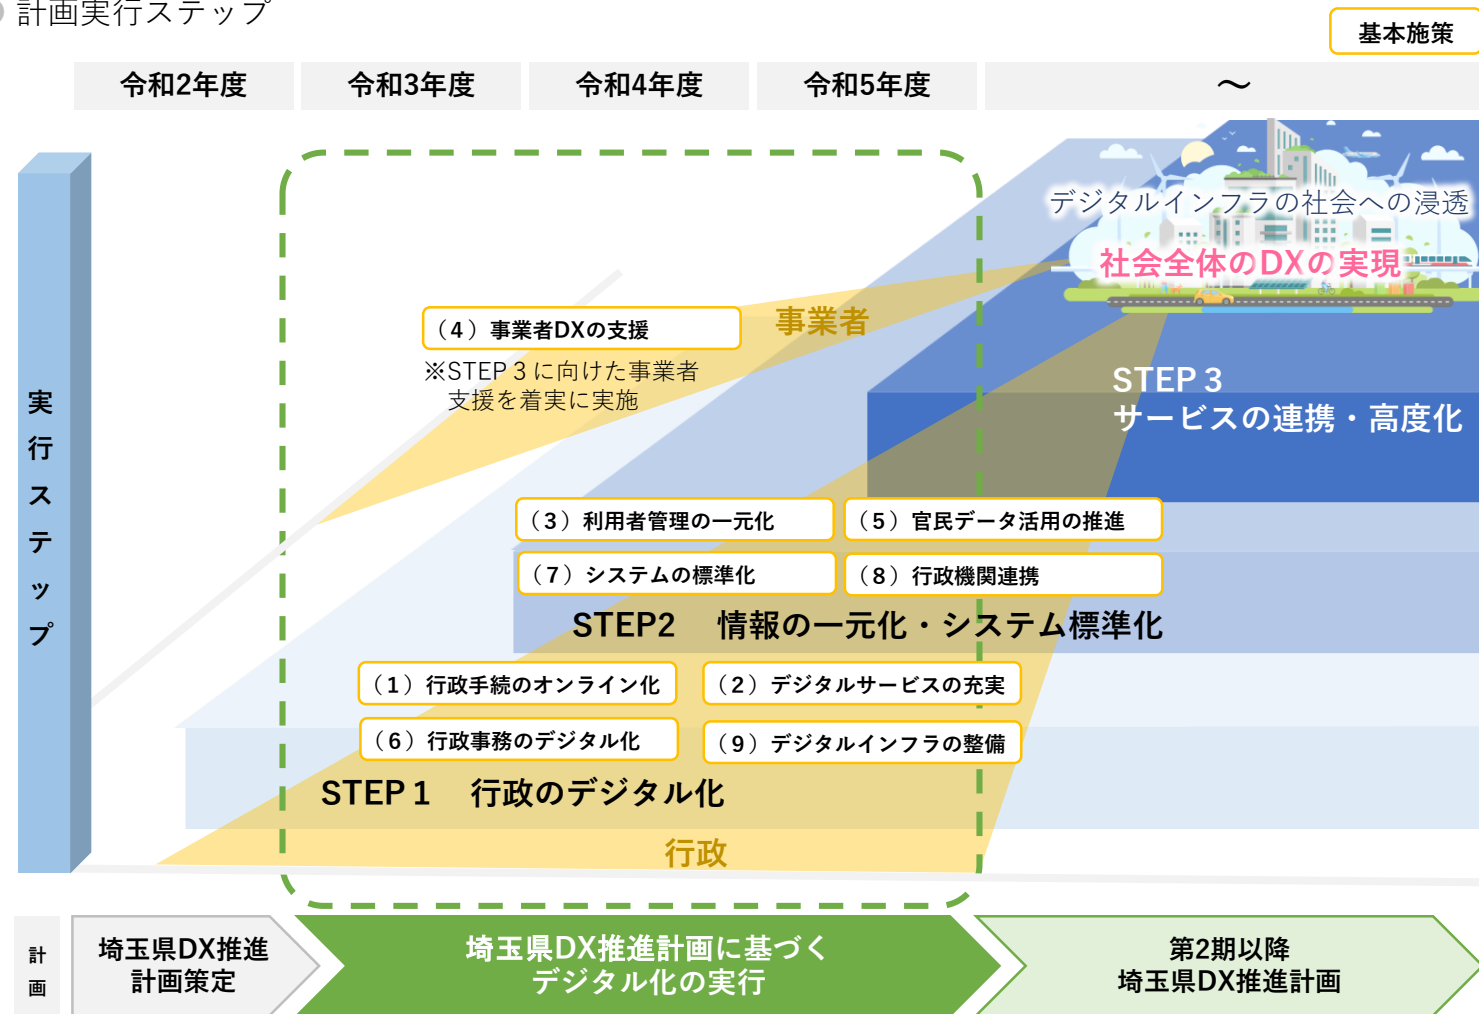 計画実行ステップ
基本施策
令和2年度
令和3年度
令和4年度
令和5年度
～
デジタルインフラの社会への浸透
社会全体のDXの実現
（4）事業者DXの支援
事業者
※STEP３に向けた事業者
支援を着実に実施
STEP３
サービスの連携・高度化
実行ステップ
（3）利用者管理の一元化
（5）官民データ活用の推進
（7）システムの標準化
（8）行政機関連携
STEP2　情報の一元化・システム標準化
（1）行政手続のオンライン化
（2）デジタルサービスの充実
（6）行政事務のデジタル化
（9）デジタルインフラの整備
STEP１　行政のデジタル化
行政
計画
埼玉県DX推進
計画策定
埼玉県DX推進計画に基づく
デジタル化の実行
第2期以降
埼玉県DX推進計画